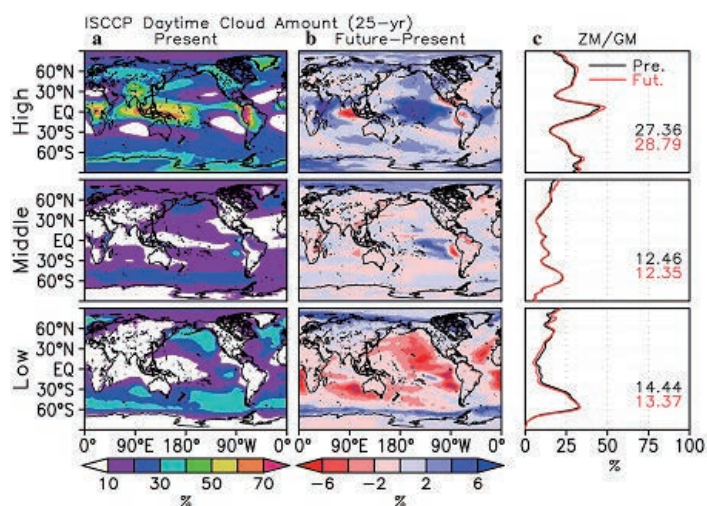 ISCCP Daytime Cloud Amount (25-yr)
a Present b Future-Present c ZM/GM
High
60°N
30°N
EQ
30°S
60°S
Pre.
Fut.
27.36
28.79
Middle
60°N
30°N
EQ
30°S
60°S
12.46
12.35
Low
60°N
30°N
EQ
30°S
60°S
14.44
13.37
0° 90°E 180° 90°W 0° 90°E 180° 90°W 0° 0 25 50 75 100
10 30 50 70 -6 -2 2 6 %
% %